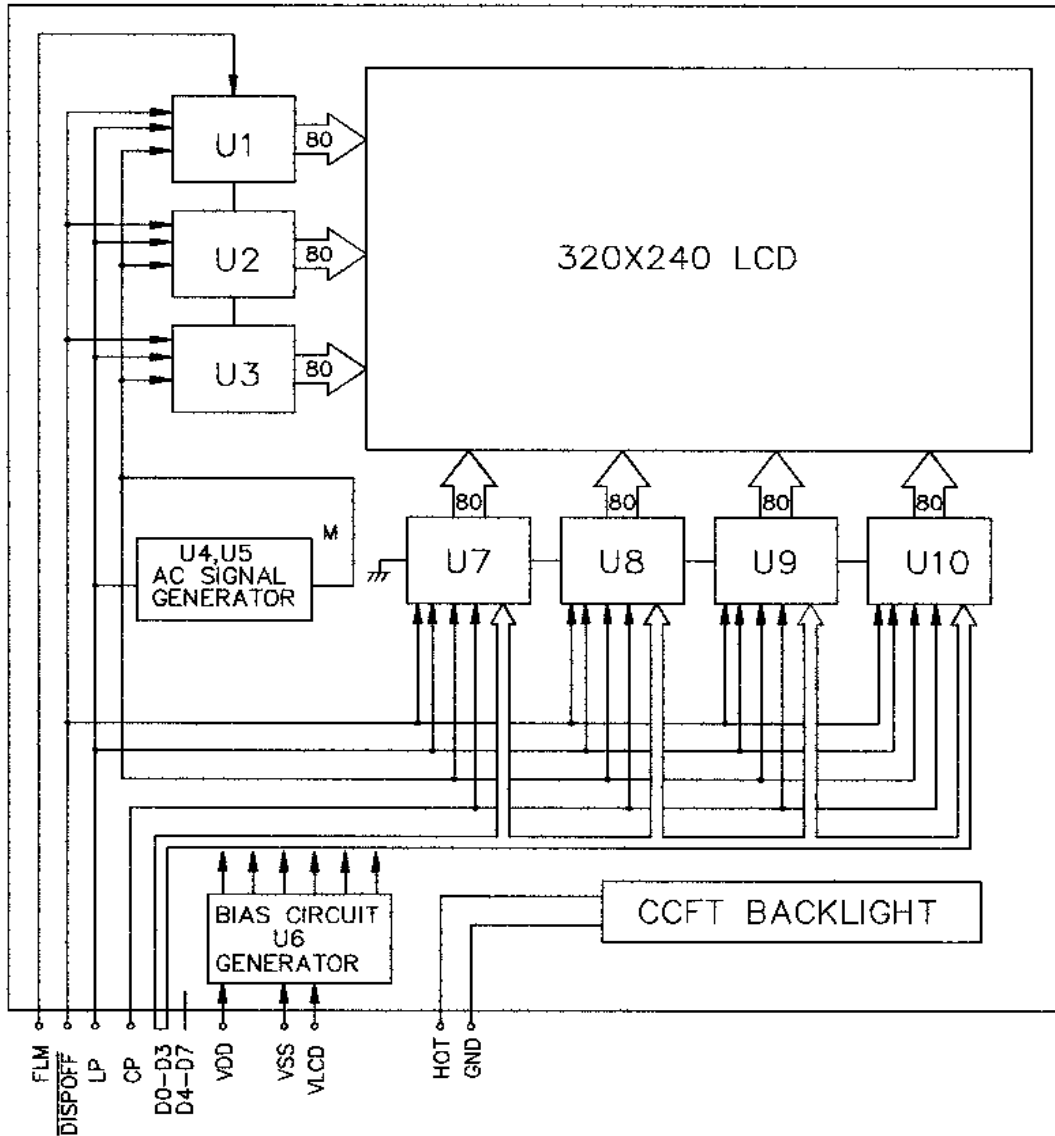 U1
80
U2
80
U3
80
320X240 LCD
80
80
80
80
M
U4,U5
AC SIGNAL
GENERATOR
U7
U8
U9
U10
BIAS CIRCUIT
U6
GENERATOR
CCFT BACKLIGHT
FLM
DISPOFF
LP
CP
D0-D3
D4-D7
VDD
VSS
VLCD
HOT
GND